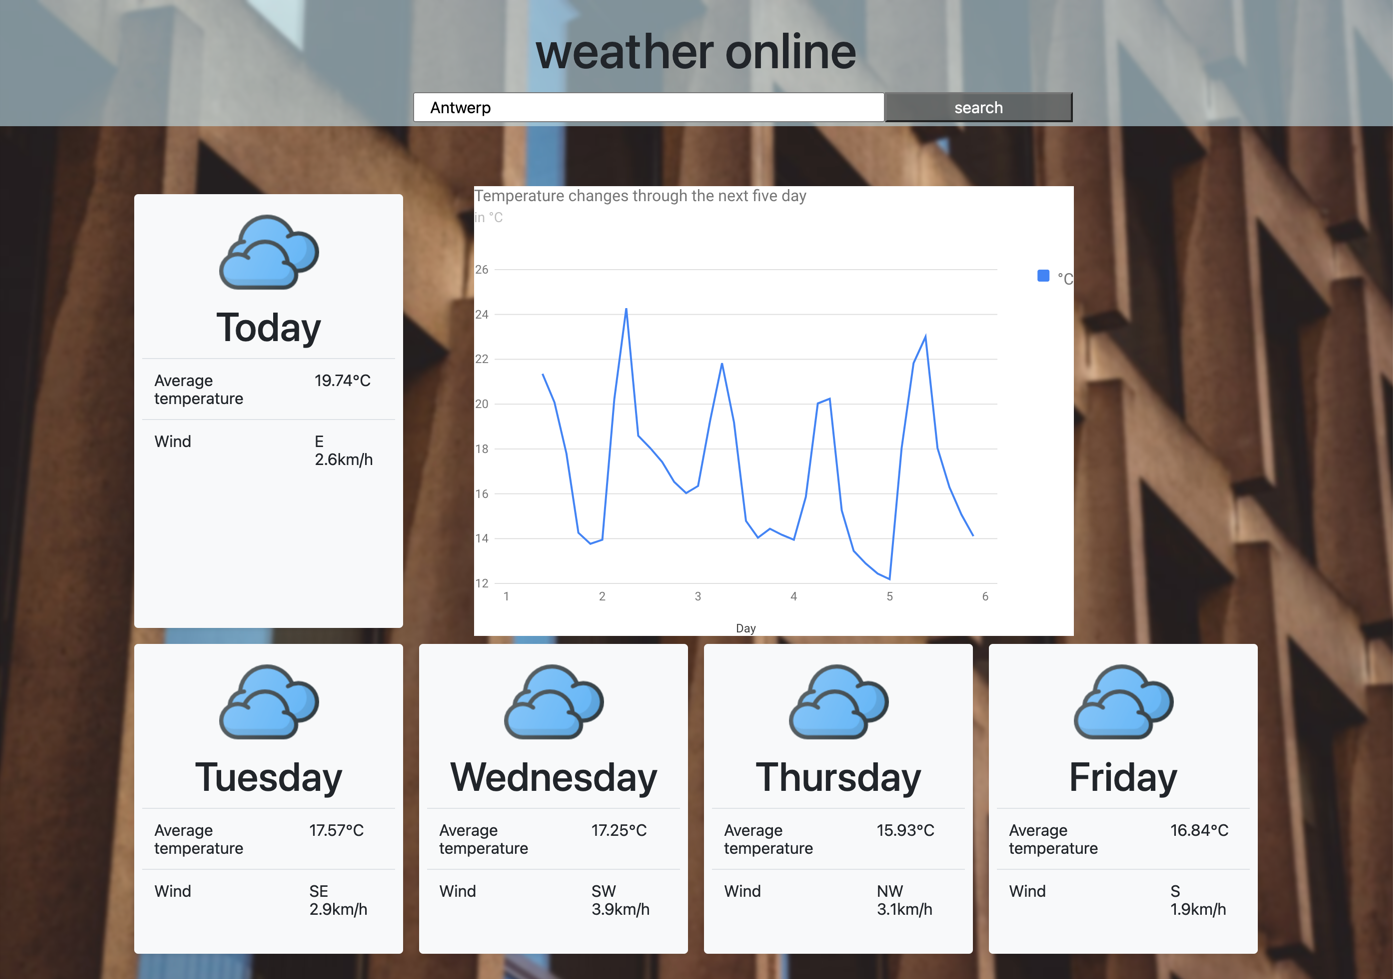 weather online
Antwerp
search
Temperature changes through the next five day
in °C
26
24
22
20
18
16
14
12
1 2 3 4 5 6
Day
°C
Today
Average
temperature
19.74°C
Wind
E
2.6km/h
Tuesday
Average
temperature
17.57°C
Wind
SE
2.9km/h
Wednesday
Average
temperature
17.25°C
Wind
SW
3.9km/h
Thursday
Average
temperature
15.93°C
Wind
NW
3.1km/h
Friday
Average
temperature
16.84°C
Wind
S
1.9km/h